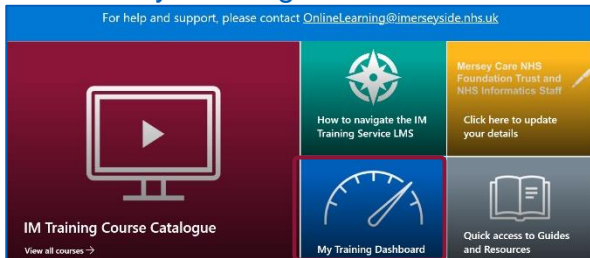 For help and support, please contact OnlineLearning@imerseyside.nhs.uk
IM Training Course Catalogue
View all courses →
How to navigate the IM
Training Service LMS
Mersey Care NHS
Foundation Trust and
NHS Informatics Staff
Click here to update
your details
My Training Dashboard
Quick access to Guides
and Resources